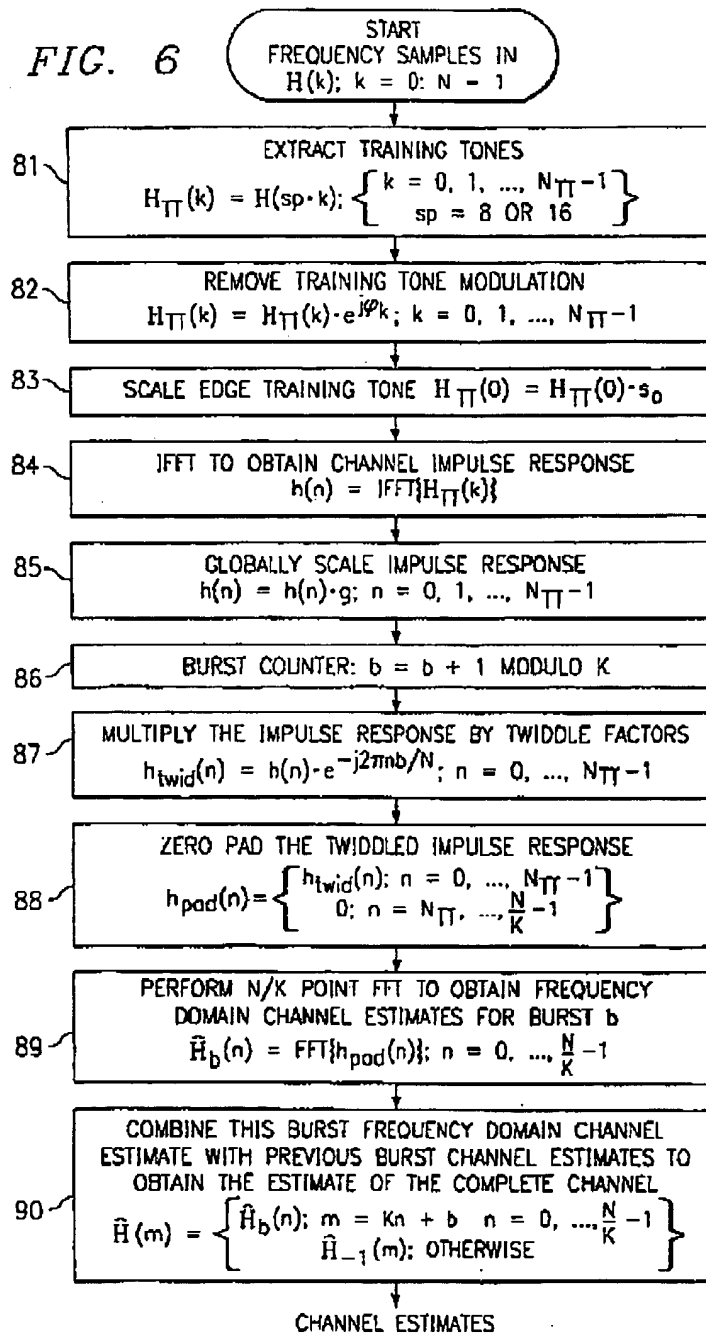 FIG. 6
START
FREQUENCY SAMPLES IN
H(k); k = 0: N - 1
81
EXTRACT TRAINING TONES
H_TT(k) = H(sp·k); { k = 0, 1, ..., N_TT-1
sp = 8 OR 16 }
82
REMOVE TRAINING TONE MODULATION
H_TT(k) = H_TT(k)·e^jφk; k = 0, 1, ..., N_TT-1
83
SCALE EDGE TRAINING TONE H_TT(0) = H_TT(0)·s_0
84
IFFT TO OBTAIN CHANNEL IMPULSE RESPONSE
h(n) = IFFT{H_TT(k)}
85
GLOBALLY SCALE IMPULSE RESPONSE
h(n) = h(n)·g; n = 0, 1, ..., N_TT-1
86
BURST COUNTER: b = b + 1 MODULO K
87
MULTIPLY THE IMPULSE RESPONSE BY TWIDDLE FACTORS
h_twid(n) = h(n)·e^-j2πnb/N; n = 0, ..., N_TT-1
88
ZERO PAD THE TWIDDLED IMPULSE RESPONSE
h_pad(n) = { h_twid(n); n = 0, ..., N_TT-1
0; n = N_TT, ..., N/K -1 }
89
PERFORM N/K POINT FFT TO OBTAIN FREQUENCY
DOMAIN CHANNEL ESTIMATES FOR BURST b
Ĥ_b(n) = FFT{h_pad(n)}; n = 0, ..., N/K -1
90
COMBINE THIS BURST FREQUENCY DOMAIN CHANNEL
ESTIMATE WITH PREVIOUS BURST CHANNEL ESTIMATES TO
OBTAIN THE ESTIMATE OF THE COMPLETE CHANNEL
Ĥ(m) = { Ĥ_b(n); m = Kn + b n = 0, ..., N/K -1
Ĥ_-1(m); OTHERWISE }
CHANNEL ESTIMATES